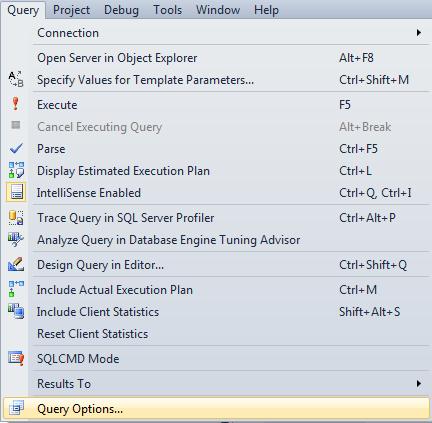 Query Project Debug Tools Window Help
Connection
Open Server in Object Explorer Alt+F8
Specify Values for Template Parameters... Ctrl+Shift+M
Execute F5
Cancel Executing Query Alt+Break
Parse Ctrl+F5
Display Estimated Execution Plan Ctrl+L
IntelliSense Enabled Ctrl+Q, Ctrl+I
Trace Query in SQL Server Profiler Ctrl+Alt+P
Analyze Query in Database Engine Tuning Advisor
Design Query in Editor... Ctrl+Shift+Q
Include Actual Execution Plan Ctrl+M
Include Client Statistics Shift+Alt+S
Reset Client Statistics
SQLCMD Mode
Results To
Query Options...